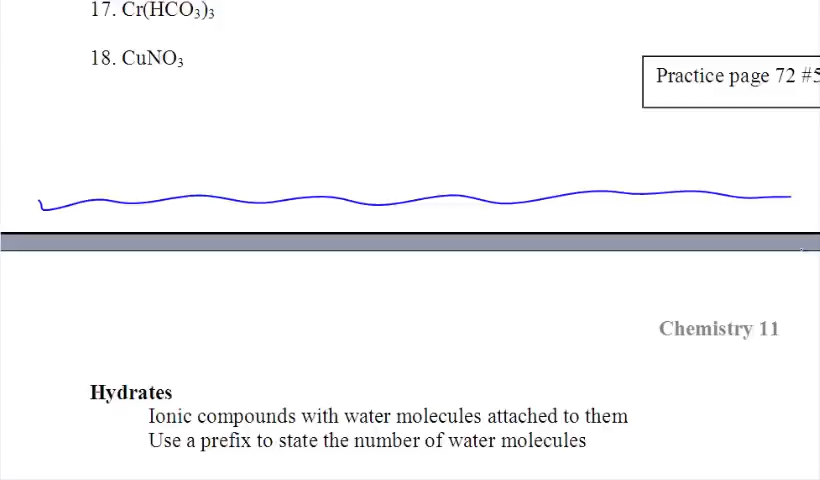 17. Cr(HCO₃)₃
18. CuNO₃
Practice page 72 #5
Chemistry 11
Hydrates
Ionic compounds with water molecules attached to them
Use a prefix to state the number of water molecules